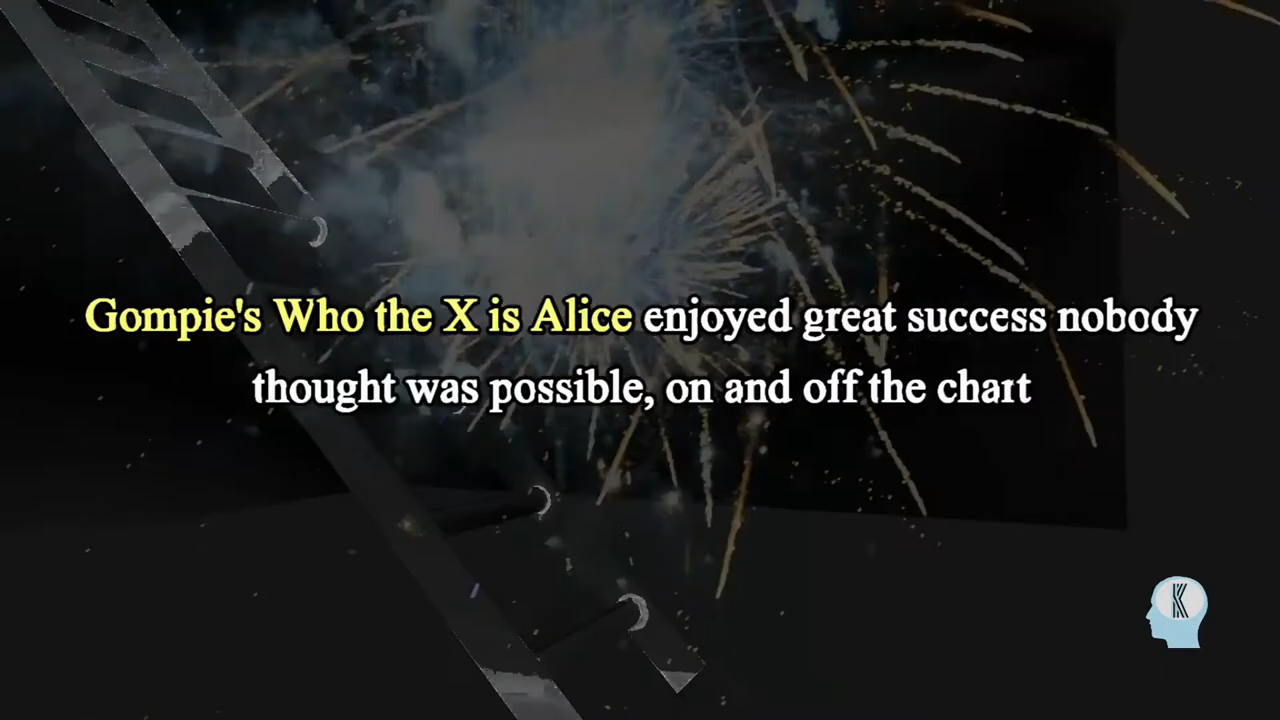 Gompie's Who the X is Alice enjoyed great success nobody
thought was possible, on and off the chart
K